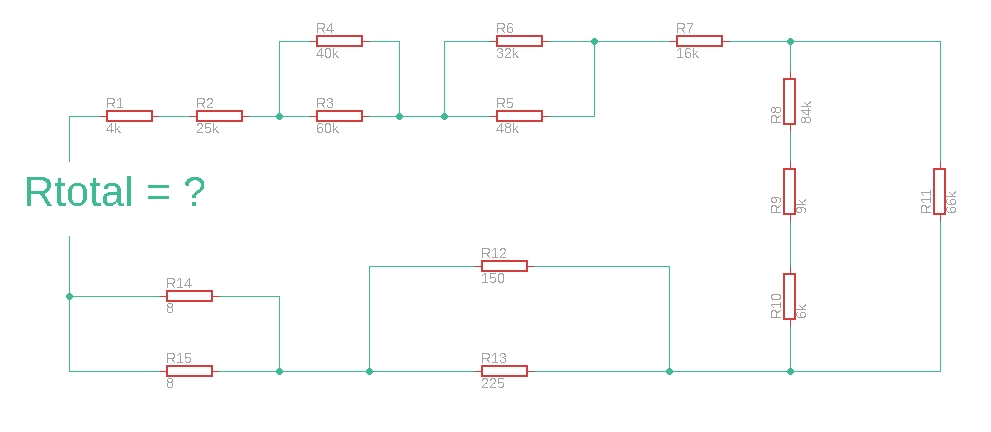 R4
40k
R6
32k
R7
16k
R1
4k
R2
25k
R3
60k
R5
48k
R8
84k
Rtotal = ?
R9
9k
R11
66k
R12
150
R10
6k
R14
8
R15
8
R13
225